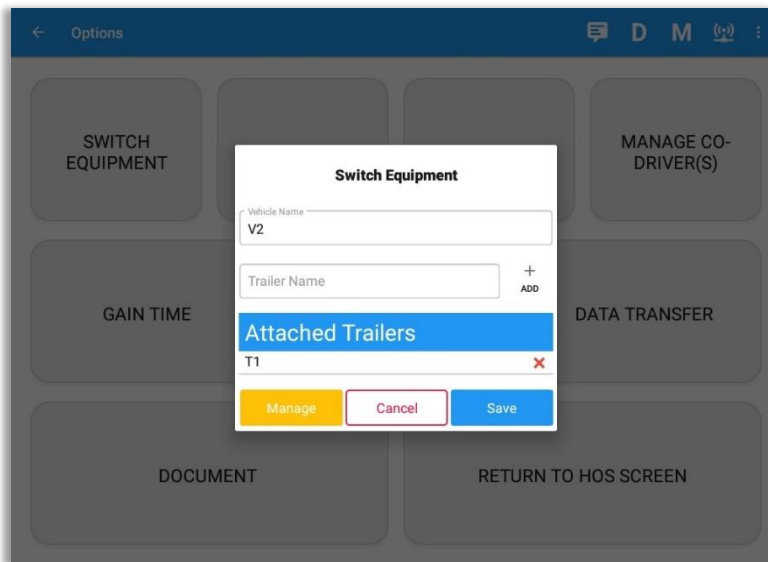 Options
D M
SWITCH
EQUIPMENT
MANAGE CO-
DRIVER(S)
Switch Equipment
Vehicle Name
V2
Trailer Name
+
ADD
GAIN TIME
DATA TRANSFER
Attached Trailers
T1
Manage
Cancel
Save
DOCUMENT
RETURN TO HOS SCREEN